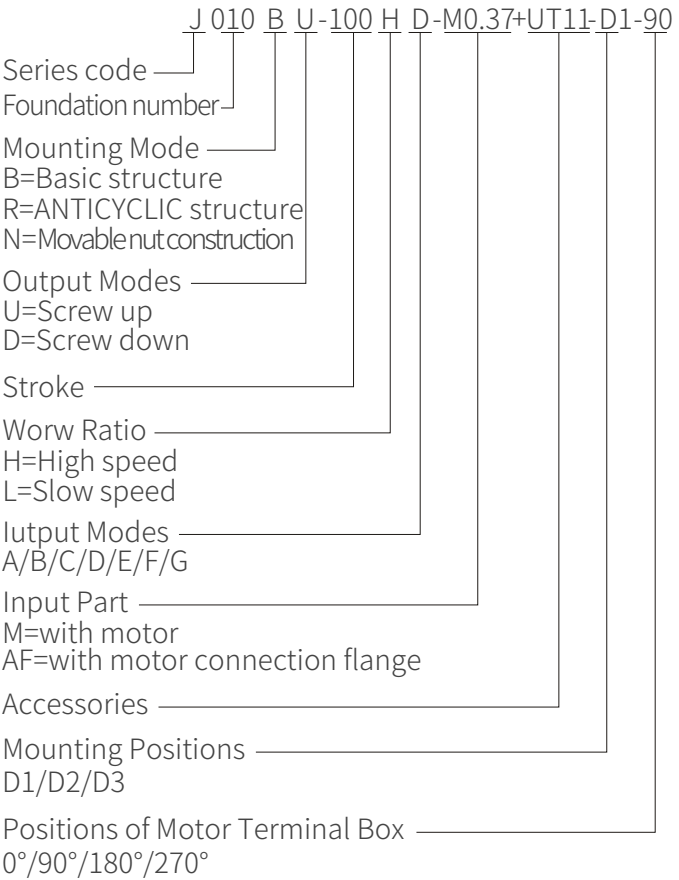 J 010 B U-100 H D-M0.37+UT11-D1-90
Series code
Foundation number
Mounting Mode
B=Basic structure
R=ANTICYCLIC structure
N=Movable nut construction
Output Modes
U=Screw up
D=Screw down
Stroke
Worw Ratio
H=High speed
L=Slow speed
Iutput Modes
A/B/C/D/E/F/G
Input Part
M=with motor
AF=with motor connection flange
Accessories
Mounting Positions
D1/D2/D3
Positions of Motor Terminal Box
0°/90°/180°/270°